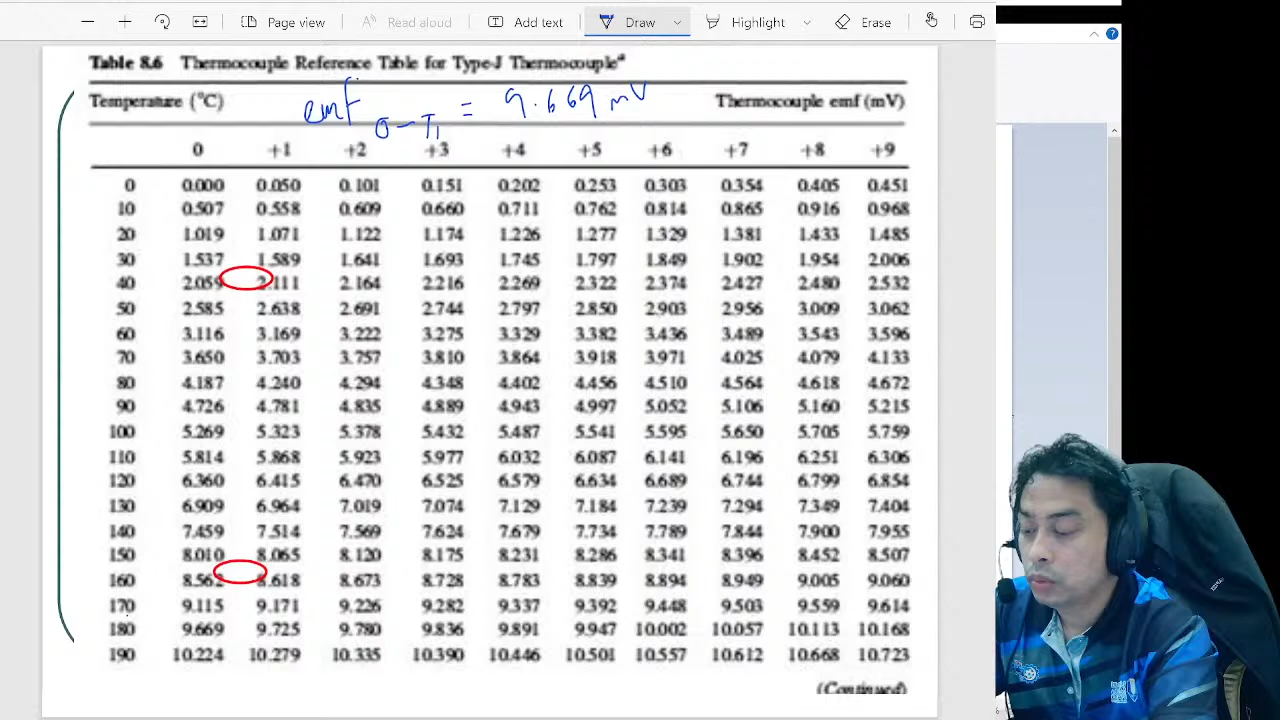 Page view
Read aloud
Add text
Draw
Highlight
Erase
Table 8.6 Thermocouple Reference Table for Type-J Thermocoupleª
Temperature (°C) Thermocouple emf (mV)
emf 0-T1 = 9.669 mV
0 +1 +2 +3 +4 +5 +6 +7 +8 +9
0 0.000 0.050 0.101 0.151 0.202 0.253 0.303 0.354 0.405 0.451
10 0.507 0.558 0.609 0.660 0.711 0.762 0.814 0.865 0.916 0.968
20 1.019 1.071 1.122 1.174 1.226 1.277 1.329 1.381 1.433 1.485
30 1.537 1.589 1.641 1.693 1.745 1.797 1.849 1.902 1.954 2.006
40 2.059 2.111 2.164 2.216 2.269 2.322 2.374 2.427 2.480 2.532
50 2.585 2.638 2.691 2.744 2.797 2.850 2.903 2.956 3.009 3.062
60 3.116 3.169 3.222 3.275 3.329 3.382 3.436 3.489 3.543 3.596
70 3.650 3.703 3.757 3.810 3.864 3.918 3.971 4.025 4.079 4.133
80 4.187 4.240 4.294 4.348 4.402 4.456 4.510 4.564 4.618 4.672
90 4.726 4.781 4.835 4.889 4.943 4.997 5.052 5.106 5.160 5.215
100 5.269 5.323 5.378 5.432 5.487 5.541 5.595 5.650 5.705 5.759
110 5.814 5.868 5.923 5.977 6.032 6.087 6.141 6.196 6.251 6.306
120 6.360 6.415 6.470 6.525 6.579 6.634 6.689 6.744 6.799 6.854
130 6.909 6.964 7.019 7.074 7.129 7.184 7.239 7.294 7.349 7.404
140 7.459 7.514 7.569 7.624 7.679 7.734 7.789 7.844 7.900 7.955
150 8.010 8.065 8.120 8.175 8.231 8.286 8.341 8.396 8.452 8.507
160 8.562 8.618 8.673 8.728 8.783 8.839 8.894 8.949 9.005 9.060
170 9.115 9.171 9.226 9.282 9.337 9.392 9.448 9.503 9.559 9.614
180 9.669 9.725 9.780 9.836 9.891 9.947 10.002 10.057 10.113 10.168
190 10.224 10.279 10.335 10.390 10.446 10.501 10.557 10.612 10.668 10.723
(Continued)